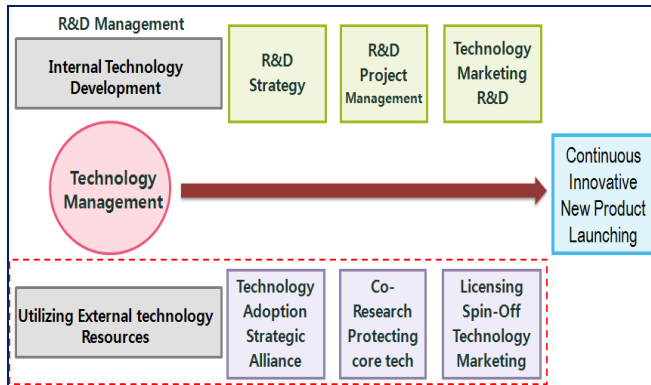 R&D Management
Internal Technology
Development
R&D
Strategy
R&D
Project
Management
Technology
Marketing
R&D
Technology
Management
Continuous
Innovative
New Product
Launching
Utilizing External technology
Resources
Technology
Adoption
Strategic
Alliance
Co-
Research
Protecting
core tech
Licensing
Spin-Off
Technology
Marketing